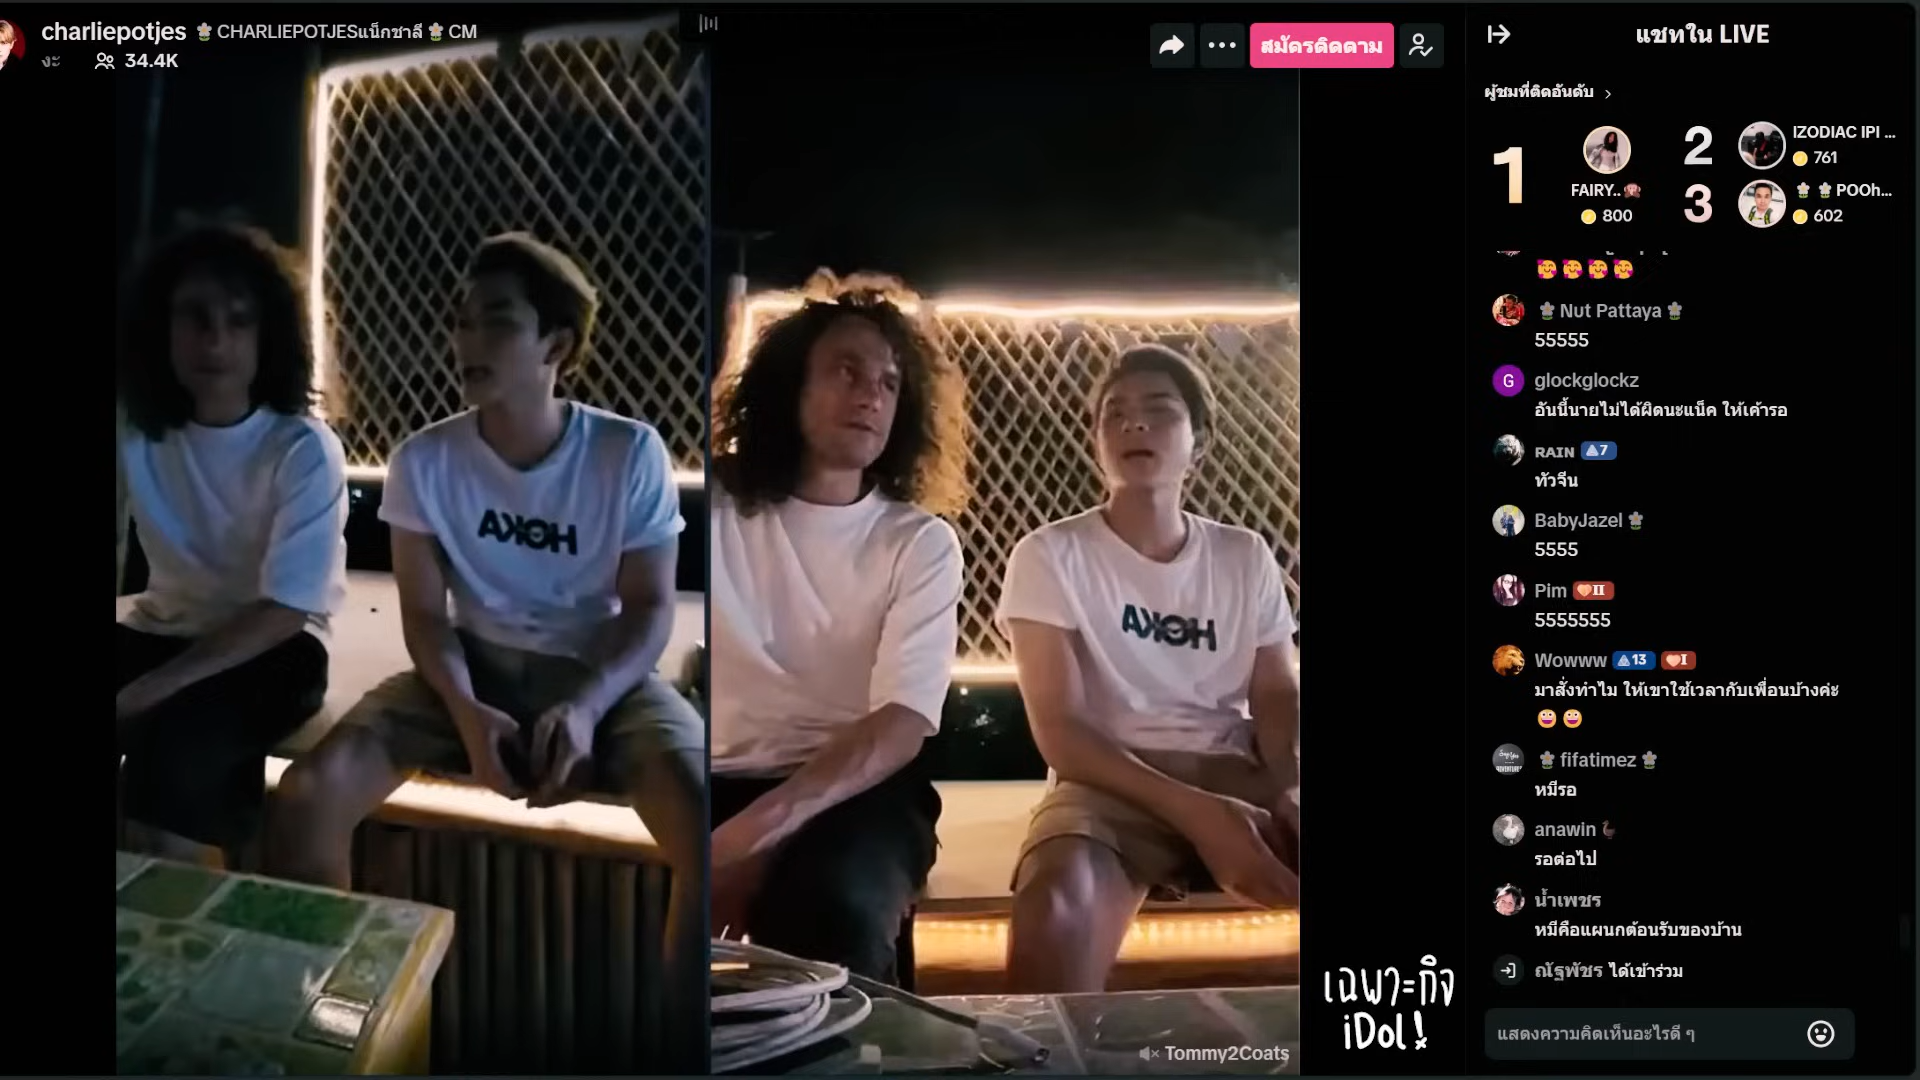 charliepotjes CHARLIEPOTJESแน็กชาลี CM
งะ 34.4K
สมัครติดตาม
แชทใน LIVE
ผู้ชมที่ติดอันดับ
1
FAIRY..
800
2
IZODIAC IPI ...
761
3
POOh...
602
Nut Pattaya
55555
G
glockglockz
อันนี้นายไม่ได้ผิดนะแน็ค ให้เค้ารอ
RAIN 7
ทัวจีน
BabyJazel
5555
Pim II
5555555
Wowww 13 I
มาสั่งทำไม ให้เขาใช้เวลากับเพื่อนบ้างค่ะ
fifatimez
หมีรอ
anawin
รอต่อไป
น้ำเพชร
หมีคือแผนกต้อนรับของบ้าน
ณัฐพัชร ได้เข้าร่วม
แสดงความคิดเห็นอะไรดี ๆ
HOKA
HOKA
เฉพาะกิจ
iDol!
Tommy2Coats